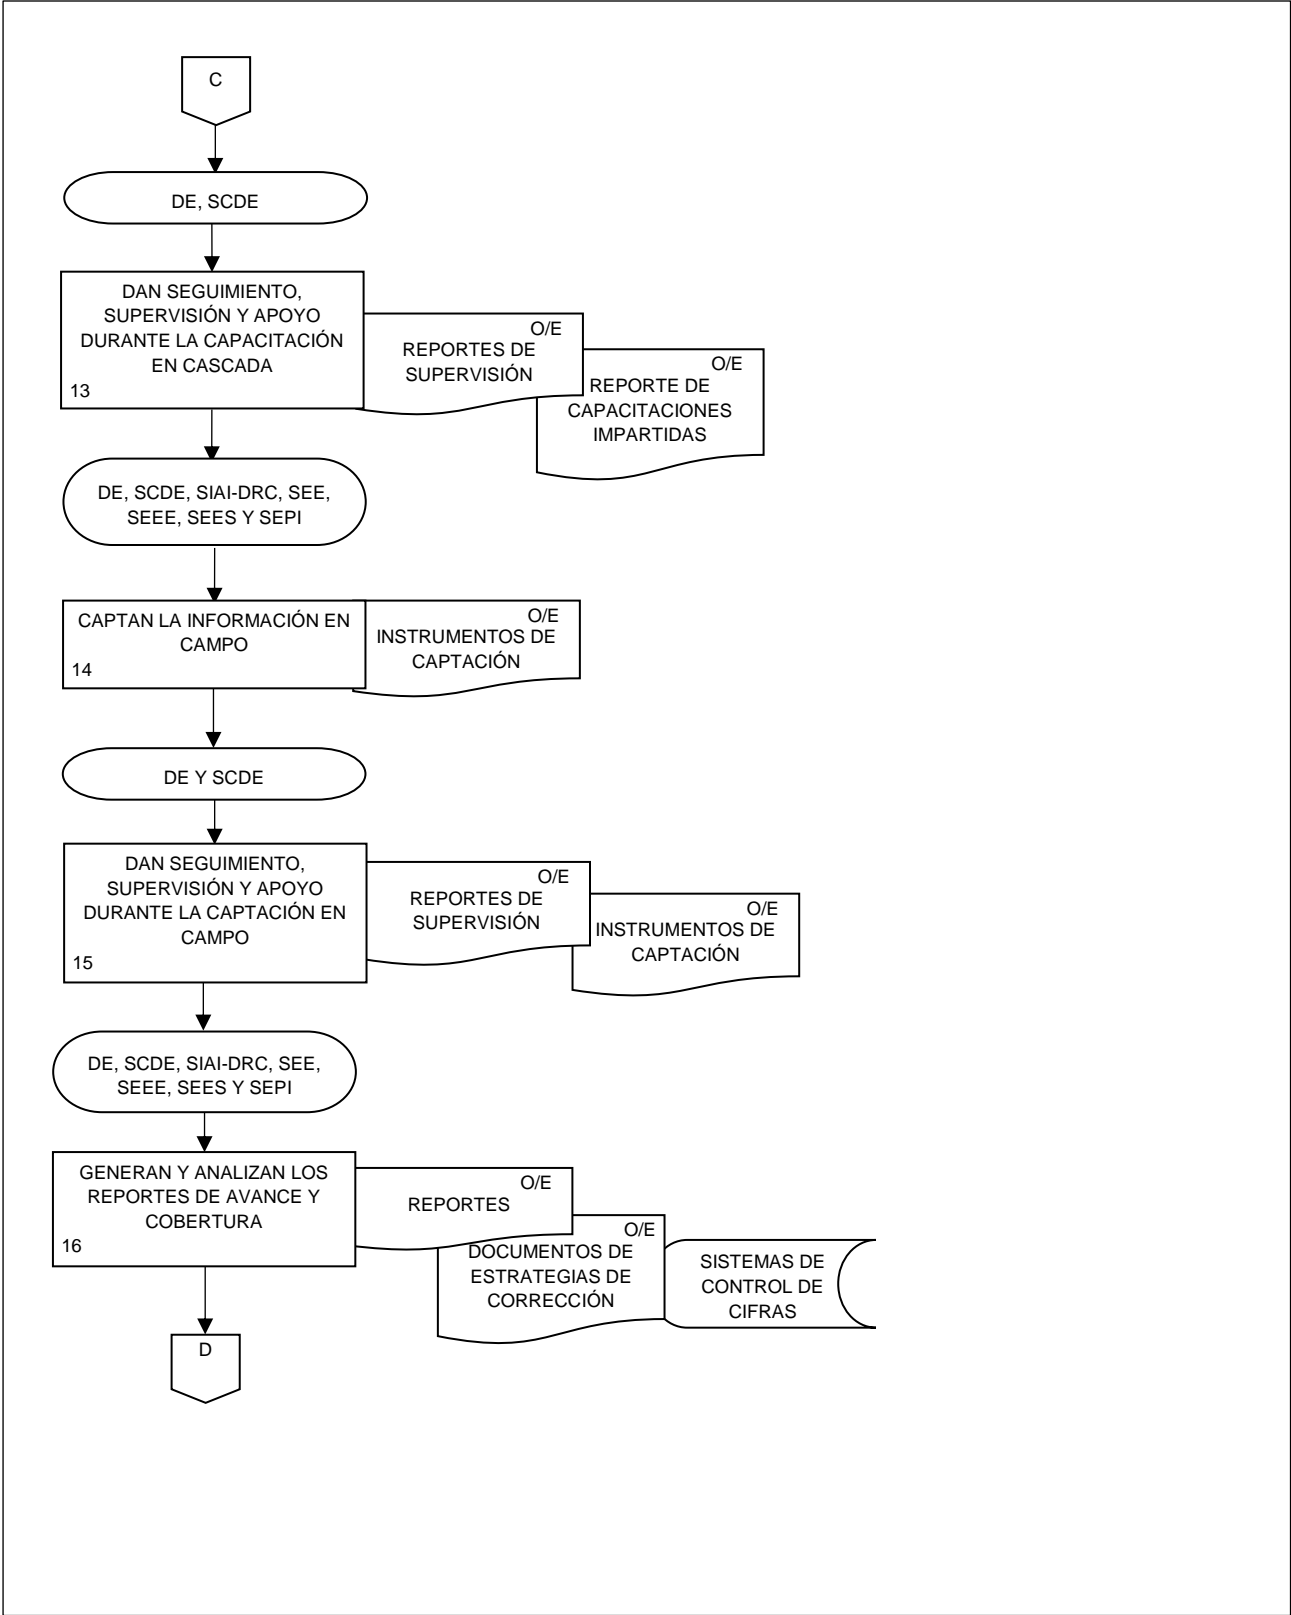 C
DE, SCDE
DAN SEGUIMIENTO,
SUPERVISIÓN Y APOYO
DURANTE LA CAPACITACIÓN
EN CASCADA
13
O/E
REPORTES DE
SUPERVISIÓN
O/E
REPORTE DE
CAPACITACIONES
IMPARTIDAS
DE, SCDE, SIAI-DRC, SEE,
SEEE, SEES Y SEPI
CAPTAN LA INFORMACIÓN EN
CAMPO
14
O/E
INSTRUMENTOS DE
CAPTACIÓN
DE Y SCDE
DAN SEGUIMIENTO,
SUPERVISIÓN Y APOYO
DURANTE LA CAPTACIÓN EN
CAMPO
15
O/E
REPORTES DE
SUPERVISIÓN
O/E
INSTRUMENTOS DE
CAPTACIÓN
DE, SCDE, SIAI-DRC, SEE,
SEEE, SEES Y SEPI
GENERAN Y ANALIZAN LOS
REPORTES DE AVANCE Y
COBERTURA
16
O/E
REPORTES
O/E
DOCUMENTOS DE
ESTRATEGIAS DE
CORRECCIÓN
SISTEMAS DE
CONTROL DE
CIFRAS
D